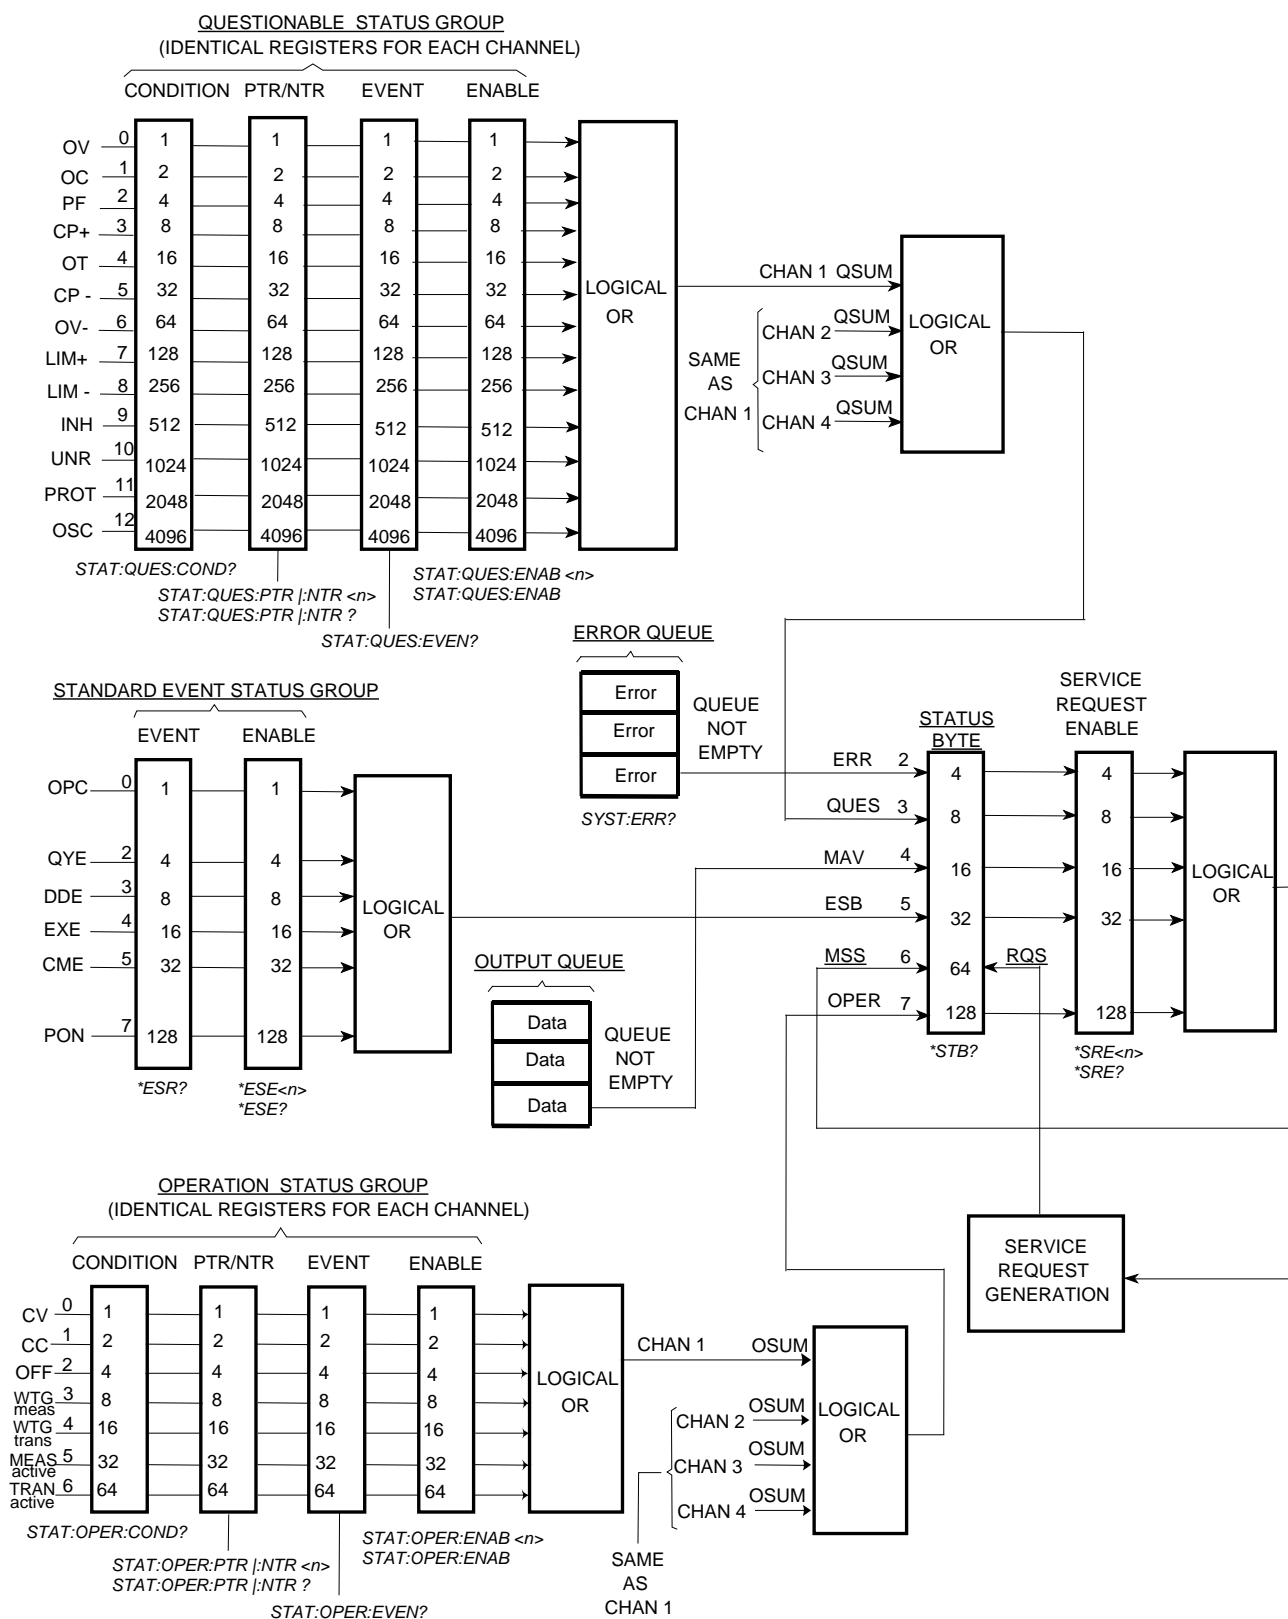 QUESTIONABLE STATUS GROUP
(IDENTICAL REGISTERS FOR EACH CHANNEL)
CONDITION PTR/NTR EVENT ENABLE
OV 0 1 1 1 1
OC 1 2 2 2 2
PF 2 4 4 4 4
CP+ 3 8 8 8 8
OT 4 16 16 16 16
CP - 5 32 32 32 32
OV- 6 64 64 64 64
LIM+ 7 128 128 128 128
LIM - 8 256 256 256 256
INH 9 512 512 512 512
UNR 10 1024 1024 1024 1024
PROT 11 2048 2048 2048 2048
OSC 12 4096 4096 4096 4096
LOGICAL
OR
STAT:QUES:COND?
STAT:QUES:PTR |:NTR <n>
STAT:QUES:PTR |:NTR ?
STAT:QUES:EVEN?
STAT:QUES:ENAB <n>
STAT:QUES:ENAB
CHAN 1 QSUM
CHAN 2 QSUM
CHAN 3 QSUM
CHAN 4 QSUM
SAME
AS
CHAN 1
LOGICAL
OR
ERROR QUEUE
Error
Error
Error
QUEUE
NOT
EMPTY
SYST:ERR?
STANDARD EVENT STATUS GROUP
EVENT ENABLE
OPC 0 1 1
QYE 2 4 4
DDE 3 8 8
EXE 4 16 16
CME 5 32 32
PON 7 128 128
LOGICAL
OR
*ESR?
*ESE<n>
*ESE?
OUTPUT QUEUE
Data
Data
Data
QUEUE
NOT
EMPTY
STATUS
BYTE
SERVICE
REQUEST
ENABLE
ERR 2 4 4
QUES 3 8 8
MAV 4 16 16
ESB 5 32 32
MSS 6 64 RQS
OPER 7 128 128
LOGICAL
OR
*STB?
*SRE<n>
*SRE?
SERVICE
REQUEST
GENERATION
OPERATION STATUS GROUP
(IDENTICAL REGISTERS FOR EACH CHANNEL)
CONDITION PTR/NTR EVENT ENABLE
CV 0 1 1 1 1
CC 1 2 2 2 2
OFF 2 4 4 4 4
WTG meas 3 8 8 8 8
WTG trans 4 16 16 16 16
MEAS active 5 32 32 32 32
TRAN active 6 64 64 64 64
LOGICAL
OR
STAT:OPER:COND?
STAT:OPER:PTR |:NTR <n>
STAT:OPER:PTR |:NTR ?
STAT:OPER:EVEN?
STAT:OPER:ENAB <n>
STAT:OPER:ENAB
CHAN 1 OSUM
CHAN 2 OSUM
CHAN 3 OSUM
CHAN 4 OSUM
SAME
AS
CHAN 1
LOGICAL
OR